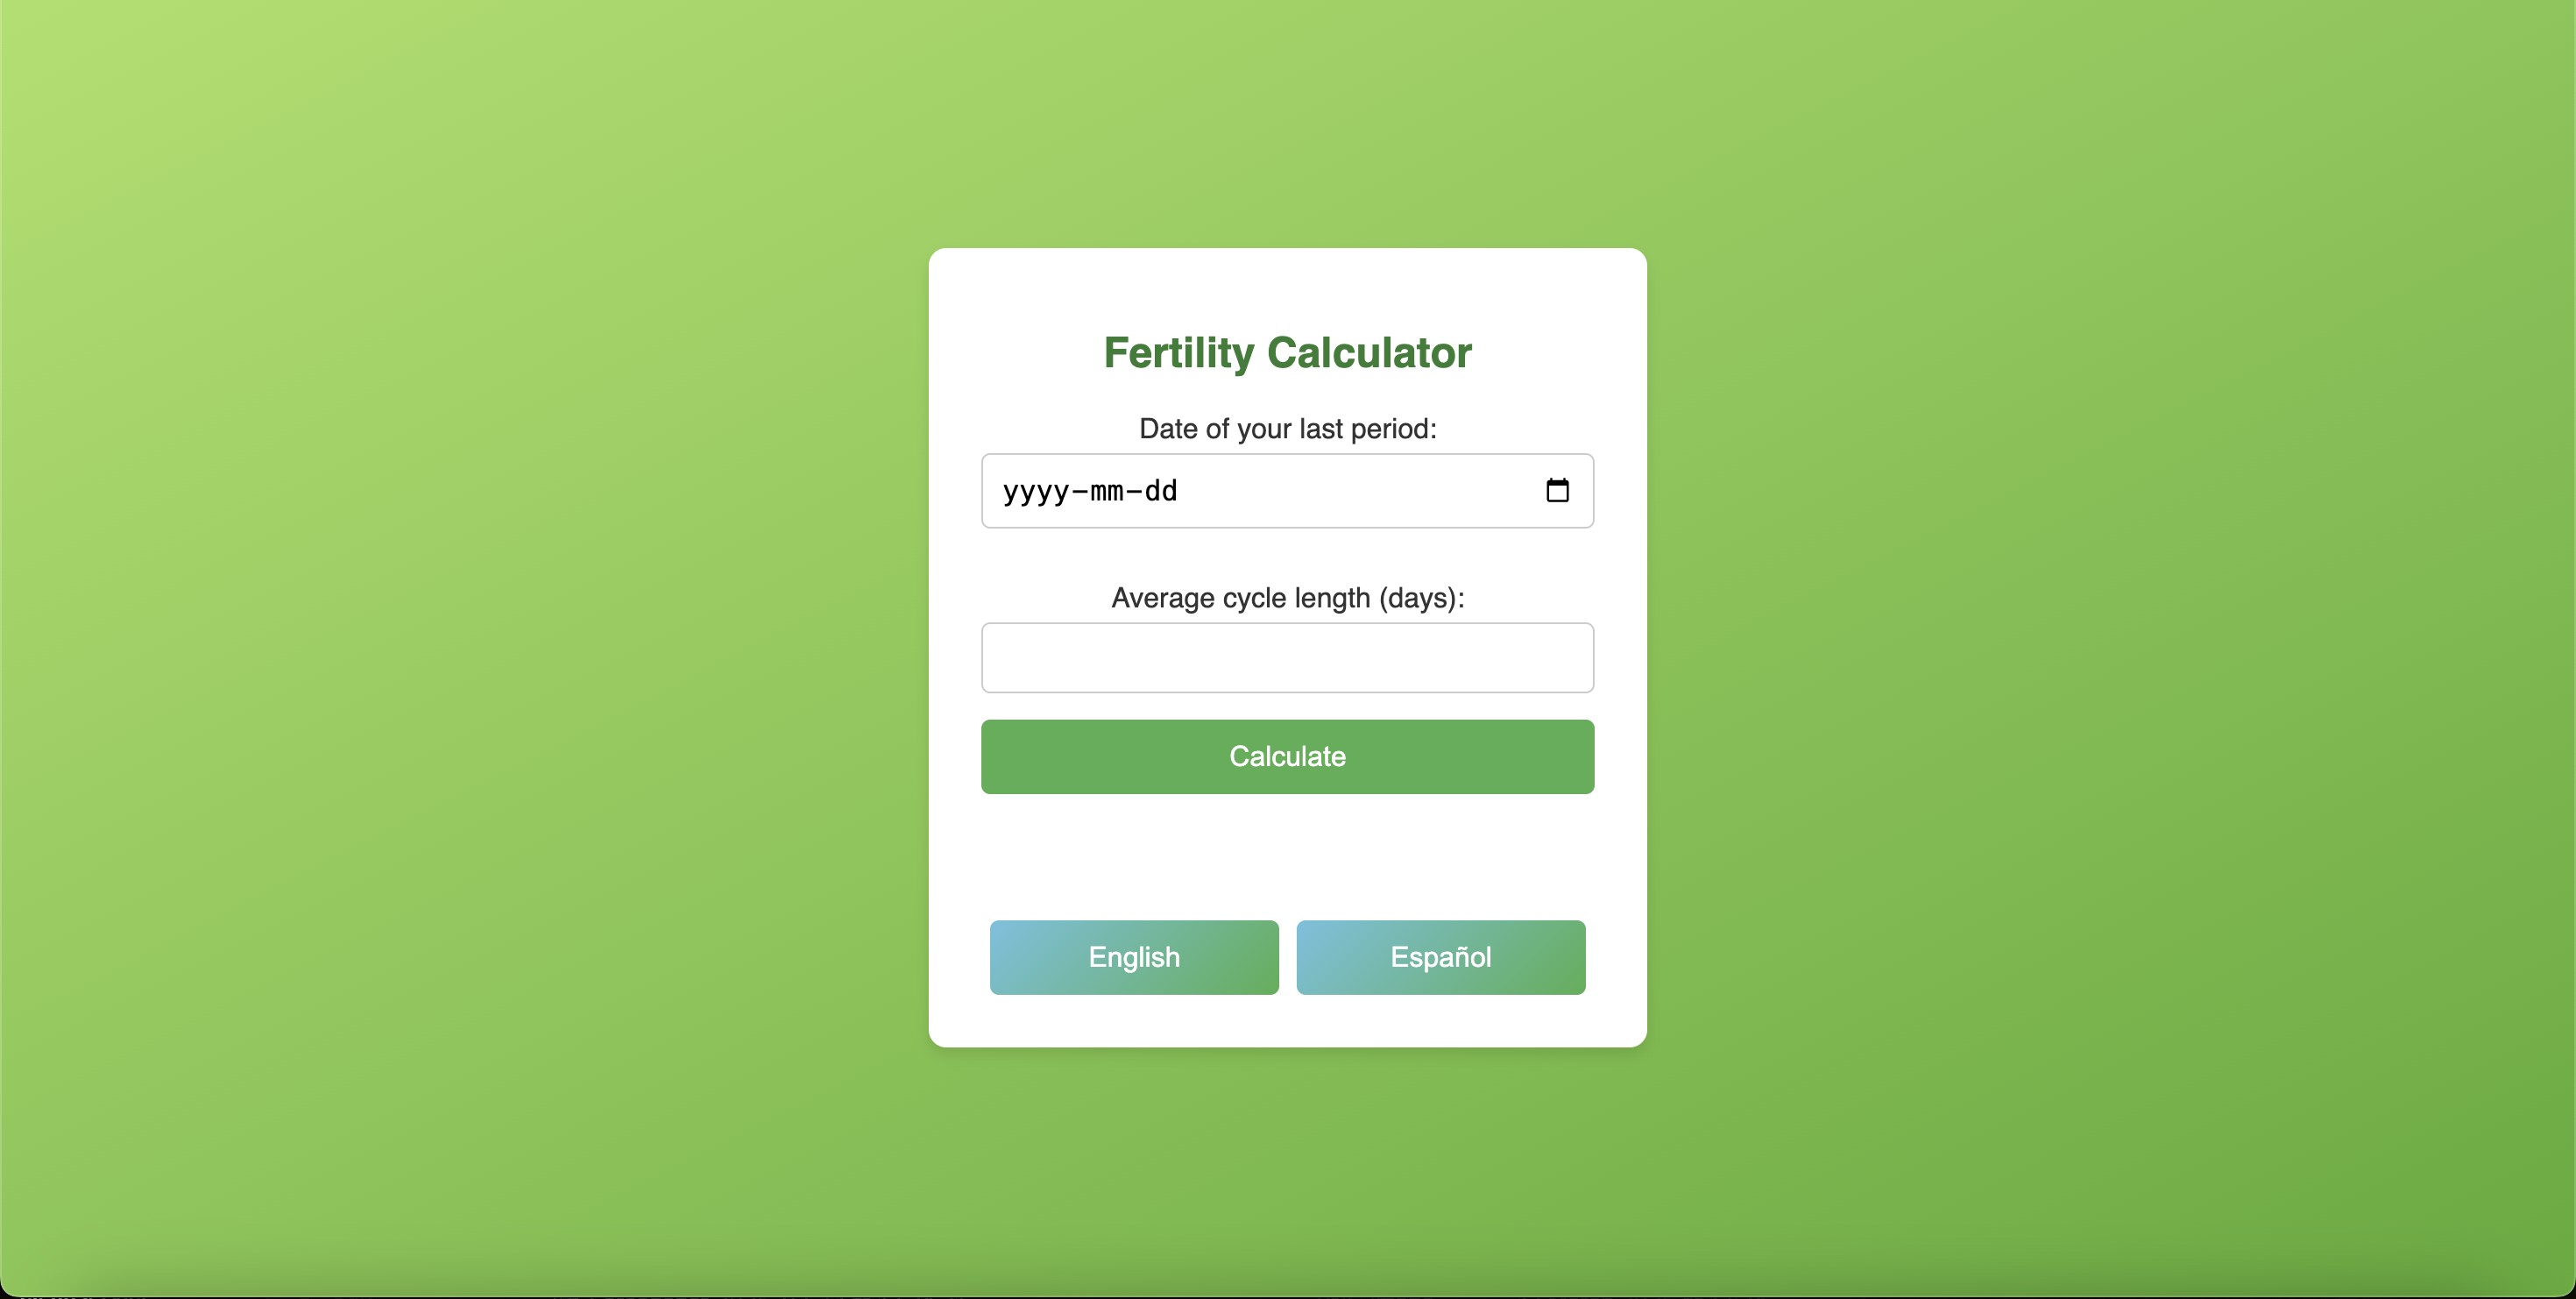 Fertility Calculator
Date of your last period:
yyyy-mm-dd
Average cycle length (days):
Calculate
English Español